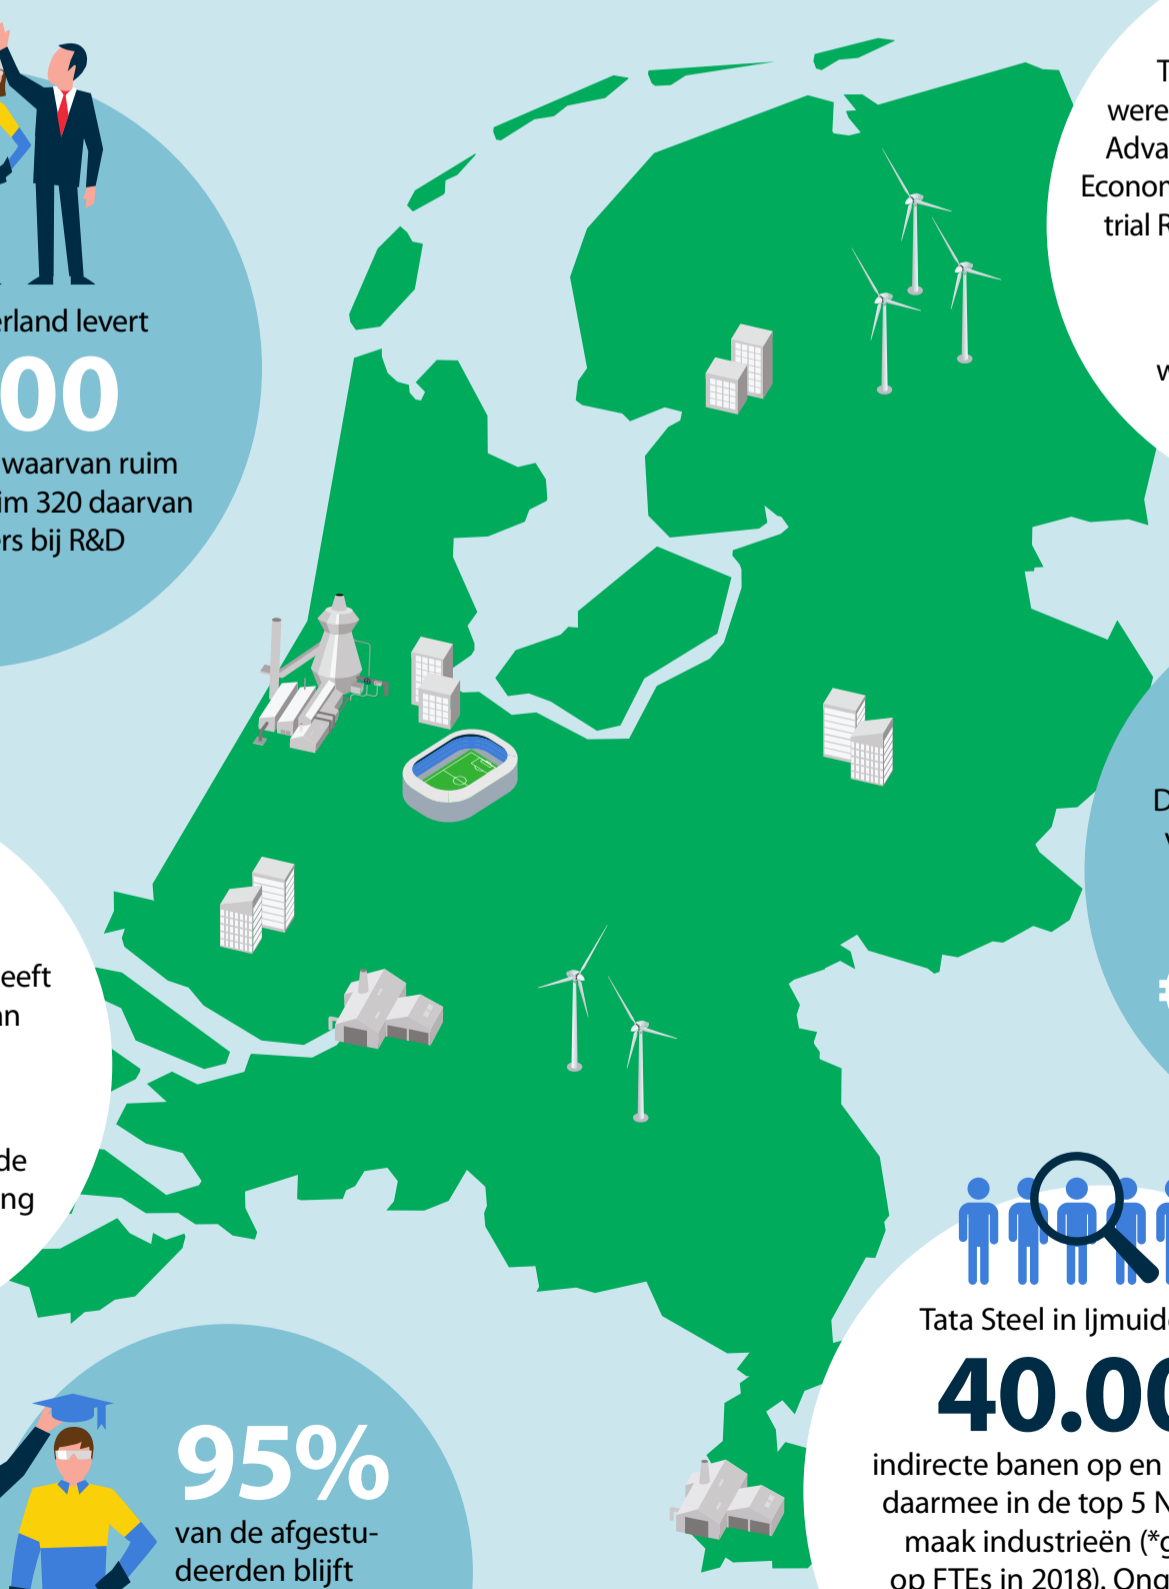 erland levert
00
waarvan ruim
im 320 daarvan
rs bij R&D
T
were
Adva
Econom
trial R
w
D
v
eeft
an
de
ng
95%
van de afgestu-
deerden blijft
Tata Steel in Ijmuid
40.00
indirecte banen op en
daarmee in de top 5 N
maak industrieën (*g
op FTEs in 2018). Ong